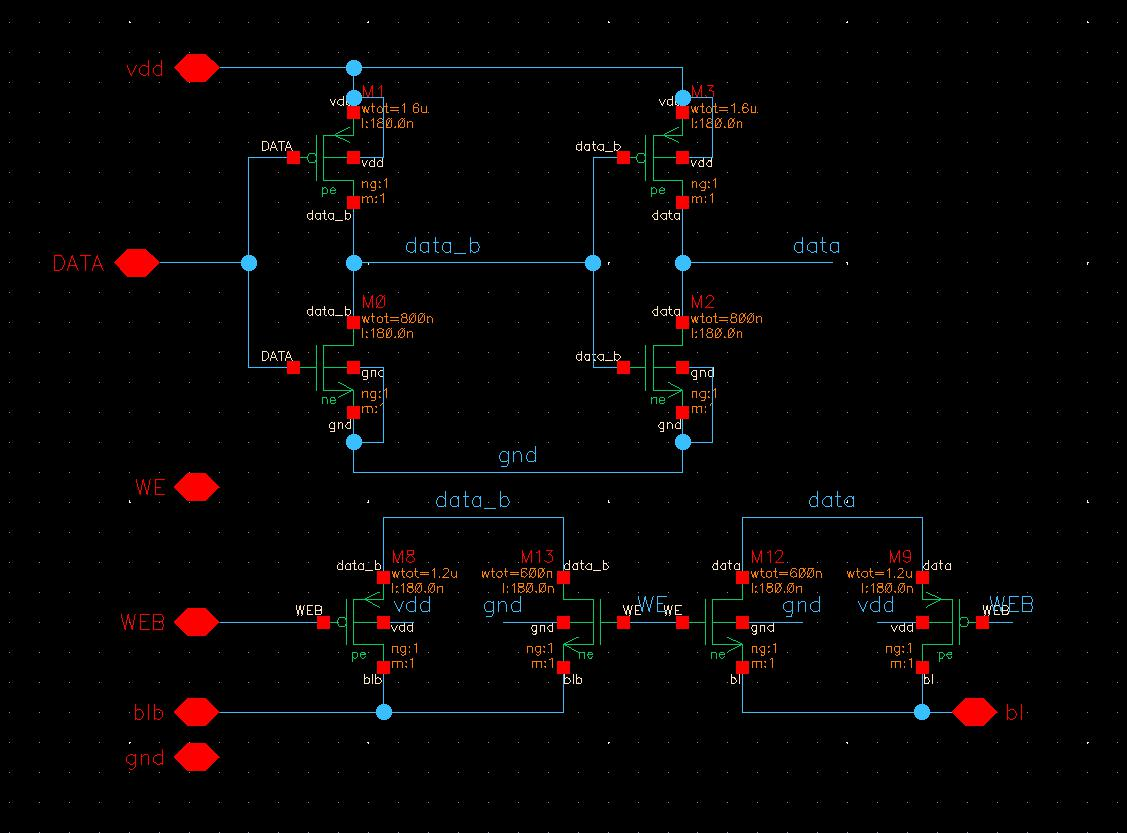 vdd
M1
M3
vdd
wtot=1.6u
vdd
wtot=1.6u
l:180.0n
l:180.0n
DATA
data_b
vdd
vdd
pe
ng:1
pe
ng:1
m:1
m:1
data_b
data
data_b
data
DATA
M0
M2
data_b
wtot=800n
data
wtot=800n
l:180.0n
l:180.0n
DATA
data_b
gnd
gnd
ne
ng:1
ne
ng:1
m:1
m:1
gnd
gnd
gnd
WE
data_b
data
M8
M13
M12
M9
data_b
wtot=1.2u
wtot=600n
data_b
data
wtot=600n
wtot=1.2u
data
l:180.0n
l:180.0n
l:180.0n
l:180.0n
WEB
vdd
gnd
WE
WE
WE
gnd
vdd
WEB
WEB
WEB
vdd
gnd
gnd
vdd
pe
ng:1
ng:1
ne
ne
ng:1
ng:1
pe
m:1
m:1
m:1
m:1
blb
blb
bl
bl
blb
bl
gnd